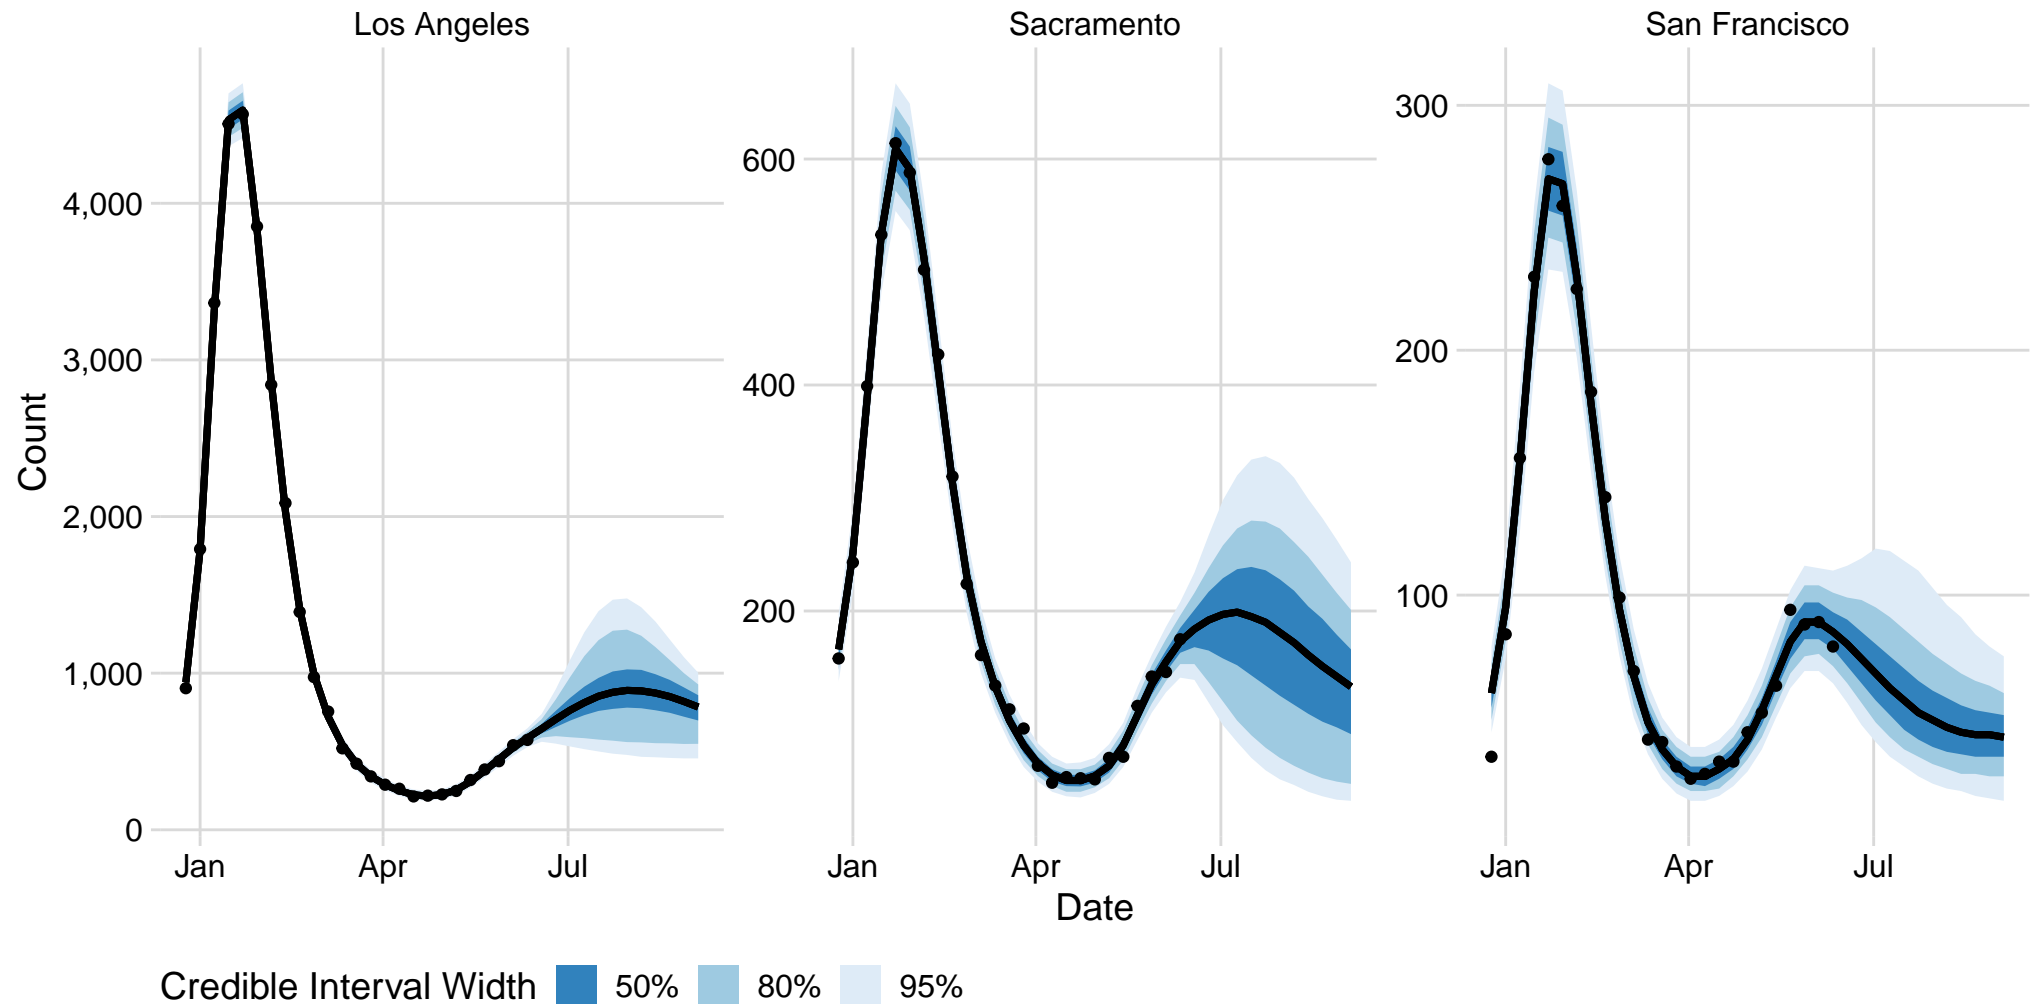 Los Angeles
Sacramento
San Francisco
Count
4,000
3,000
2,000
1,000
0
600
400
200
300
200
100
Jan
Apr
Jul
Jan
Apr
Jul
Jan
Apr
Jul
Date
Credible Interval Width 50% 80% 95%